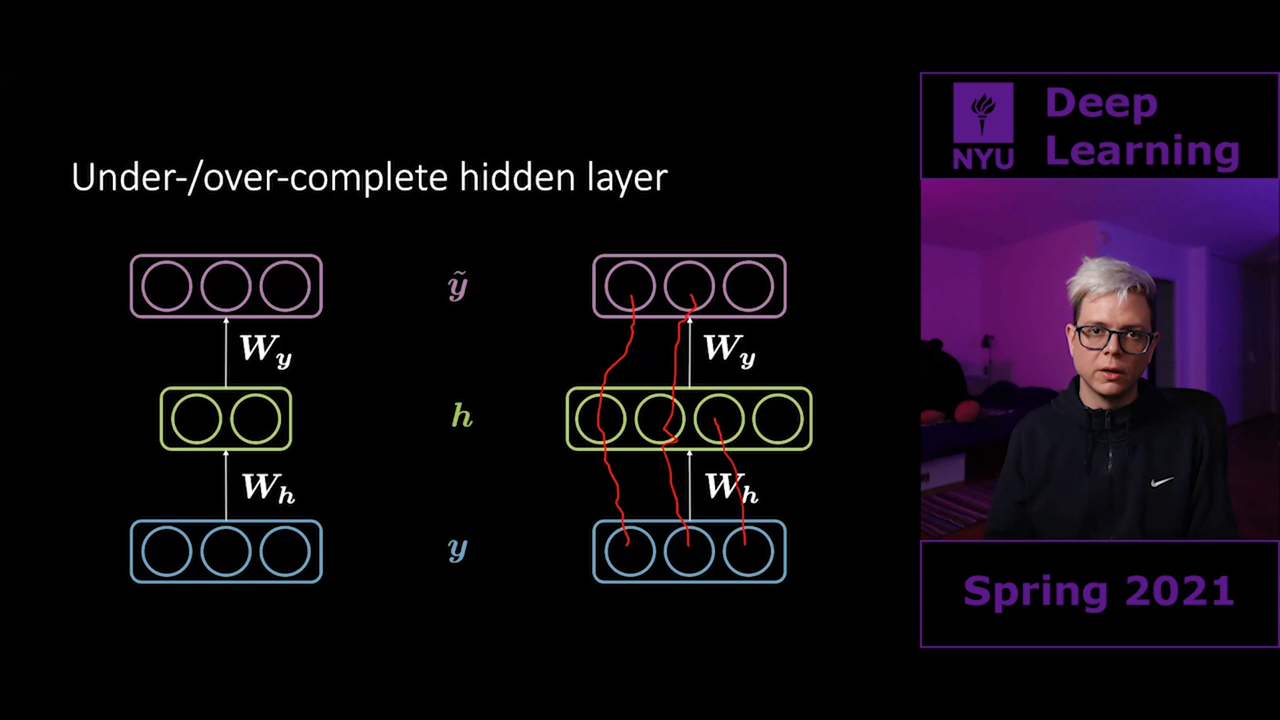 Under-/over-complete hidden layer
ỹ
W_y
W_y
h
W_h
W_h
y
NYU
Deep
Learning
Spring 2021